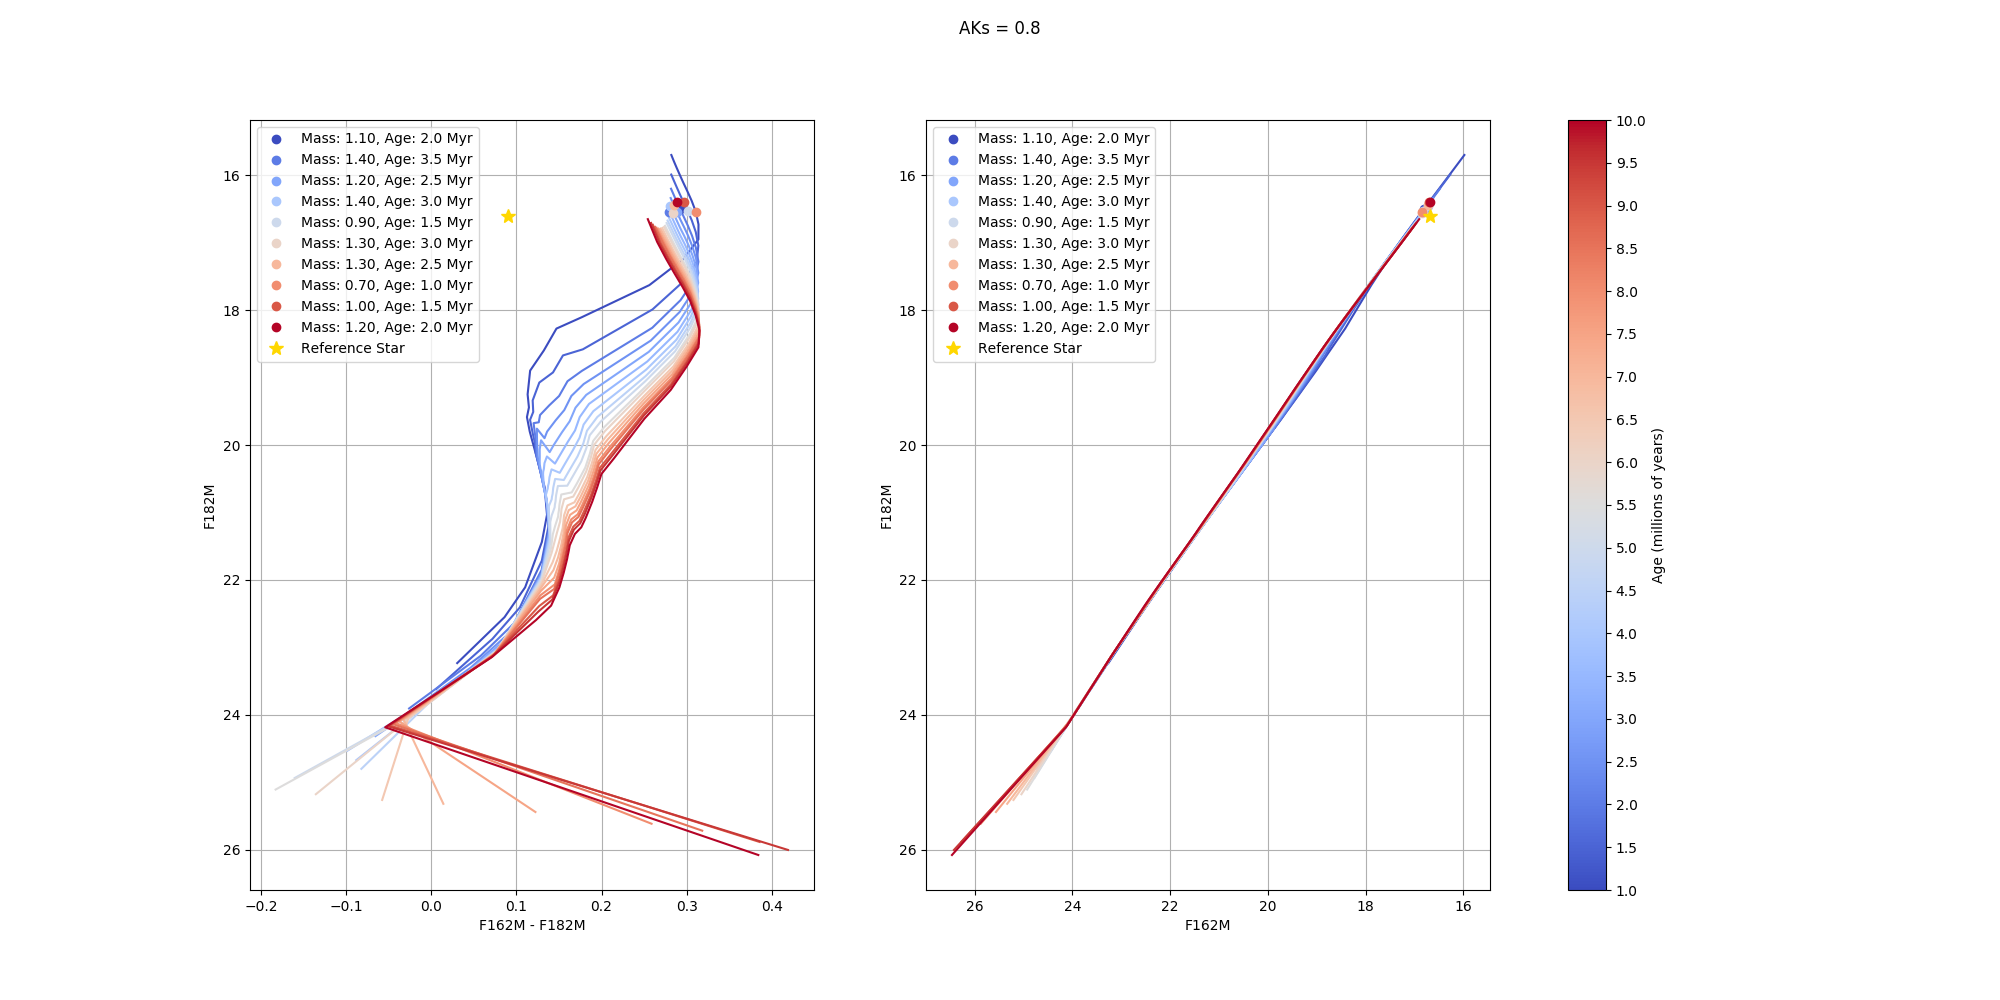 AKs = 0.8
Mass: 1.10, Age: 2.0 Myr
Mass: 1.40, Age: 3.5 Myr
Mass: 1.20, Age: 2.5 Myr
Mass: 1.40, Age: 3.0 Myr
Mass: 0.90, Age: 1.5 Myr
Mass: 1.30, Age: 3.0 Myr
Mass: 1.30, Age: 2.5 Myr
Mass: 0.70, Age: 1.0 Myr
Mass: 1.00, Age: 1.5 Myr
Mass: 1.20, Age: 2.0 Myr
Reference Star
16
18
20
22
24
26
F182M
−0.2 −0.1 0.0 0.1 0.2 0.3 0.4
F162M - F182M
Mass: 1.10, Age: 2.0 Myr
Mass: 1.40, Age: 3.5 Myr
Mass: 1.20, Age: 2.5 Myr
Mass: 1.40, Age: 3.0 Myr
Mass: 0.90, Age: 1.5 Myr
Mass: 1.30, Age: 3.0 Myr
Mass: 1.30, Age: 2.5 Myr
Mass: 0.70, Age: 1.0 Myr
Mass: 1.00, Age: 1.5 Myr
Mass: 1.20, Age: 2.0 Myr
Reference Star
16
18
20
22
24
26
F182M
26 24 22 20 18 16
F162M
10.0
9.5
9.0
8.5
8.0
7.5
7.0
6.5
6.0
5.5
5.0
4.5
4.0
3.5
3.0
2.5
2.0
1.5
1.0
Age (millions of years)